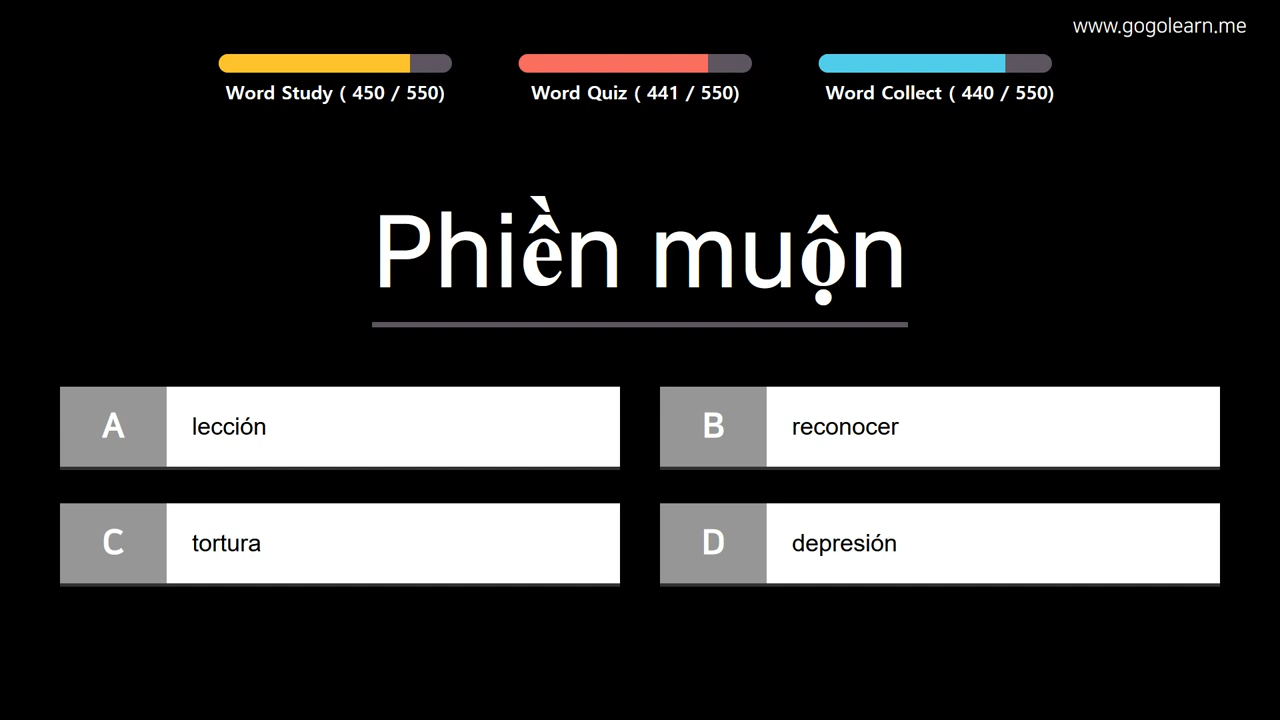 www.gogolearn.me
Word Study ( 450 / 550)
Word Quiz ( 441 / 550)
Word Collect ( 440 / 550)
Phiền muộn
A lección
B reconocer
C tortura
D depresión